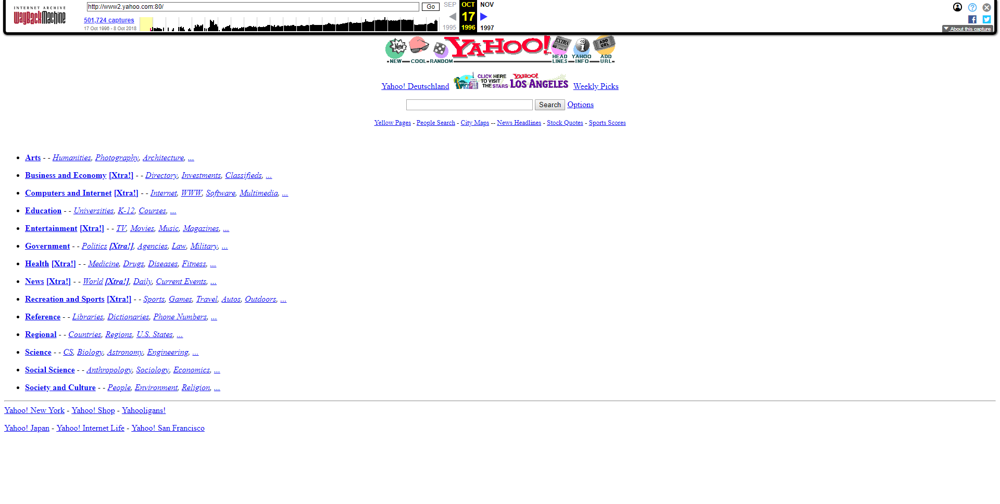 INTERNET ARCHIVE
WayBackMachine
http://www2.yahoo.com:80/
Go
501,724 captures
17 Oct 1996 - 8 Oct 2018
SEP OCT NOV
17
1995 1996 1997
About this capture
New EXTRA i ADD URL
YAHOO!
NEW COOL RANDOM HEAD LINES YAHOO INFO ADD URL
Yahoo! Deutschland CLICK HERE TO VISIT THE STARS YAHOO! LOS ANGELES Weekly Picks
Search Options
Yellow Pages - People Search - City Maps -- News Headlines - Stock Quotes - Sports Scores
• Arts - - Humanities, Photography, Architecture, ...
• Business and Economy [Xtra!] - - Directory, Investments, Classifieds, ...
• Computers and Internet [Xtra!] - - Internet, WWW, Software, Multimedia, ...
• Education - - Universities, K-12, Courses, ...
• Entertainment [Xtra!] - - TV, Movies, Music, Magazines, ...
• Government - - Politics [Xtra!], Agencies, Law, Military, ...
• Health [Xtra!] - - Medicine, Drugs, Diseases, Fitness, ...
• News [Xtra!] - - World [Xtra!], Daily, Current Events, ...
• Recreation and Sports [Xtra!] - - Sports, Games, Travel, Autos, Outdoors, ...
• Reference - - Libraries, Dictionaries, Phone Numbers, ...
• Regional - - Countries, Regions, U.S. States, ...
• Science - - CS, Biology, Astronomy, Engineering, ...
• Social Science - - Anthropology, Sociology, Economics, ...
• Society and Culture - - People, Environment, Religion, ...
Yahoo! New York - Yahoo! Shop - Yahooligans!
Yahoo! Japan - Yahoo! Internet Life - Yahoo! San Francisco